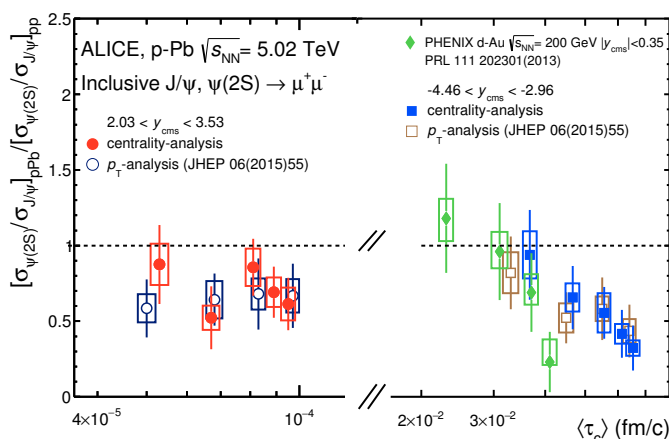 ALICE, p-Pb √s_NN = 5.02 TeV
Inclusive J/ψ, ψ(2S) → μ⁺μ⁻
2.03 < y_cms < 3.53
centrality-analysis
p_T-analysis (JHEP 06(2015)55)
PHENIX d-Au √s_NN = 200 GeV |y_cms|<0.35
PRL 111 202301(2013)
-4.46 < y_cms < -2.96
centrality-analysis
p_T-analysis (JHEP 06(2015)55)
[σ_ψ(2S)/σ_J/ψ]_pPb/[σ_ψ(2S)/σ_J/ψ]_pp
2.5
2
1.5
1
0.5
0
4×10⁻⁵
10⁻⁴
2×10⁻²
3×10⁻²
⟨τ_c⟩ (fm/c)